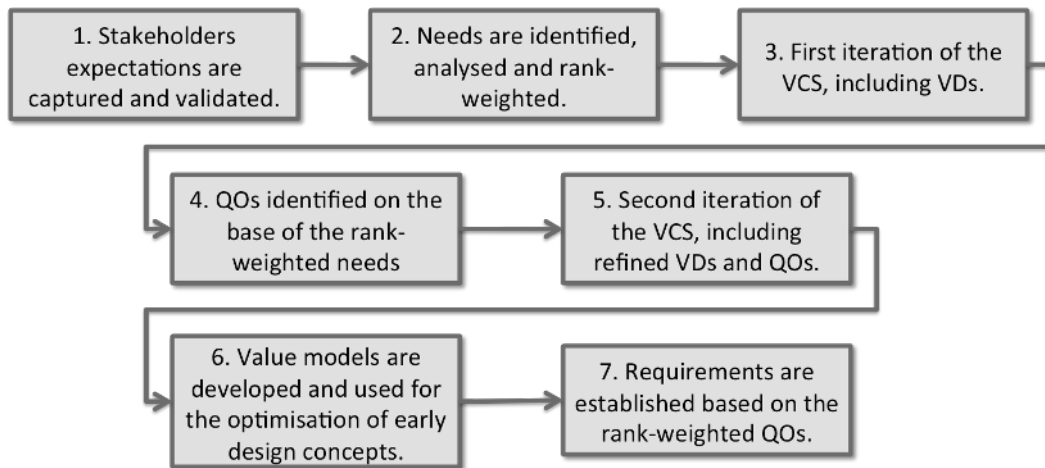 1. Stakeholders
expectations are
captured and validated.
2. Needs are identified,
analysed and rank-
weighted.
3. First iteration of the
VCS, including VDs.
4. QOs identified on the
base of the rank-
weighted needs
5. Second iteration of
the VCS, including
refined VDs and QOs.
6. Value models are
developed and used for
the optimisation of early
design concepts.
7. Requirements are
established based on the
rank-weighted QOs.